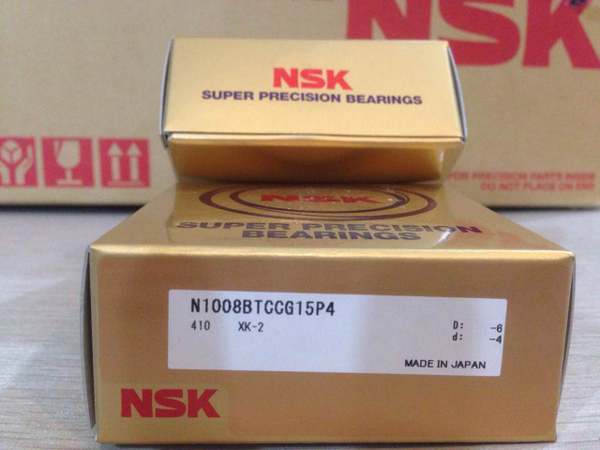 NSK
NSK
SUPER PRECISION BEARINGS
FOR PRECISION PARTS INSIDE
DO NOT PLACE ON END
NSK
SUPER PRECISION
BEARINGS
N1008BTCCG15P4
410 XK-2
D: -6
d: -4
MADE IN JAPAN
NSK